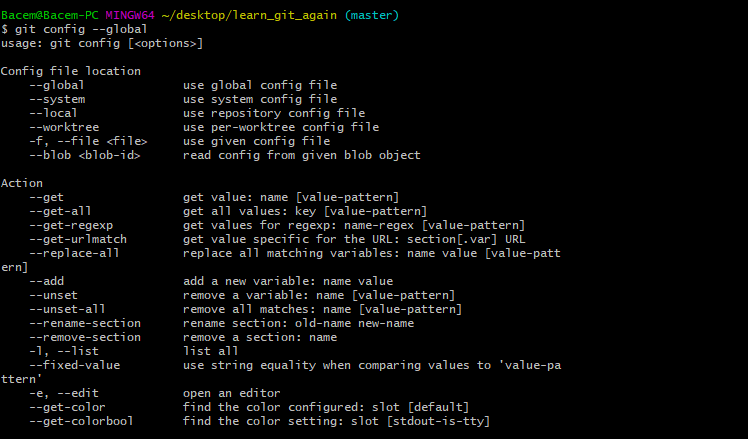 Bacem@Bacem-PC MINGW64 ~/desktop/learn_git_again (master)
$ git config --global
usage: git config [<options>]
Config file location
--global use global config file
--system use system config file
--local use repository config file
--worktree use per-worktree config file
-f, --file <file> use given config file
--blob <blob-id> read config from given blob object
Action
--get get value: name [value-pattern]
--get-all get all values: key [value-pattern]
--get-regexp get values for regexp: name-regex [value-pattern]
--get-urlmatch get value specific for the URL: section[.var] URL
--replace-all replace all matching variables: name value [value-patt
ern]
--add add a new variable: name value
--unset remove a variable: name [value-pattern]
--unset-all remove all matches: name [value-pattern]
--rename-section rename section: old-name new-name
--remove-section remove a section: name
-l, --list list all
--fixed-value use string equality when comparing values to 'value-pa
ttern'
-e, --edit open an editor
--get-color find the color configured: slot [default]
--get-colorbool find the color setting: slot [stdout-is-tty]